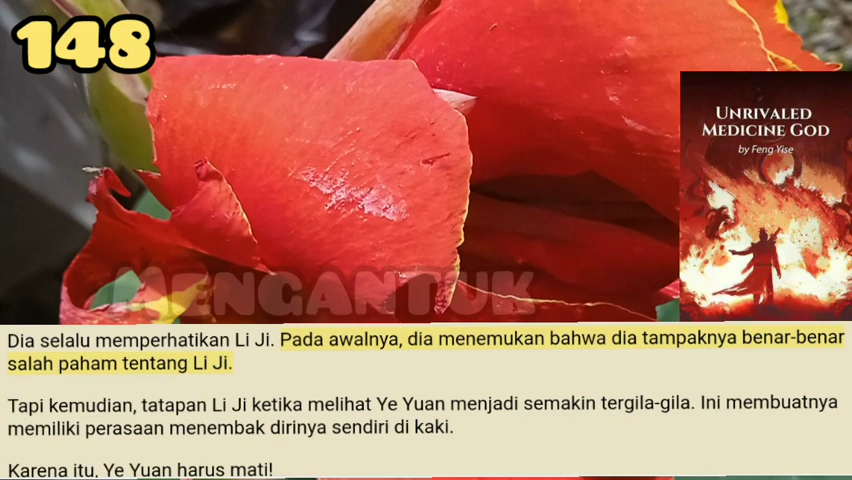 148
UNRIVALED
MEDICINE GOD
by Feng Yise
MENGANTUK
Dia selalu memperhatikan Li Ji. Pada awalnya, dia menemukan bahwa dia tampaknya benar-benar
salah paham tentang Li Ji.
Tapi kemudian, tatapan Li Ji ketika melihat Ye Yuan menjadi semakin tergila-gila. Ini membuatnya
memiliki perasaan menembak dirinya sendiri di kaki.
Karena itu, Ye Yuan harus mati!